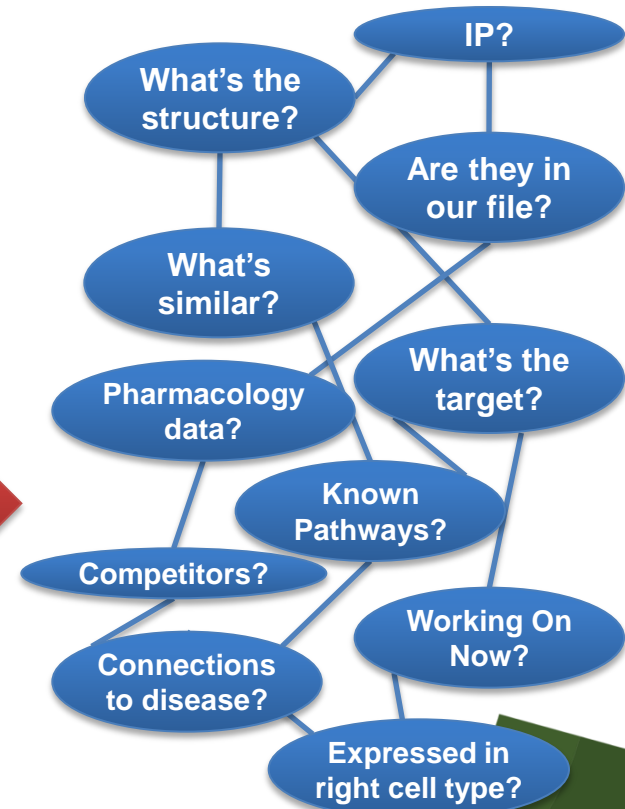 IP?
What's the
structure?
Are they in
our file?
What's
similar?
What's the
target?
Pharmacology
data?
Known
Pathways?
Competitors?
Working On
Now?
Connections
to disease?
Expressed in
right cell type?